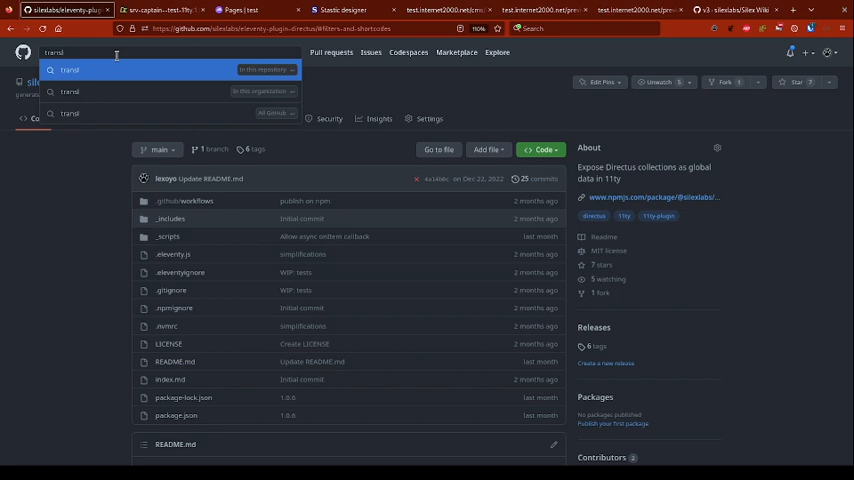 silexlabs/eleventy-plugi
srv-captain--test-11ty.1
Pages | test
Stastic designer
test.internet2000.net/cmu
test.internet2000.net/prev
test.internet2000.net/prev
v3 - silexlabs/Silex Wiki
https://github.com/silexlabs/eleventy-plugin-directus/#filters-and-shortcodes
110%
Search
transl
Pull requests
Issues
Codespaces
Marketplace
Explore
transl
In this repository
transl
In this organization
transl
All GitHub
Edit Pins
Unwatch
5
Fork
1
Star
7
Security
Insights
Settings
main
1 branch
6 tags
Go to file
Add file
Code
About
Expose Directus collections as global
data in 11ty
lexoyo Update README.md
4a14b6c on Dec 22, 2022
25 commits
www.npmjs.com/package/@silexlabs/...
.github/workflows
publish on npm
2 months ago
_includes
Initial commit
2 months ago
directus
11ty
11ty-plugin
_scripts
Allow async onItem callback
last month
Readme
.eleventy.js
simplifications
2 months ago
MIT license
.eleventyignore
WIP: tests
2 months ago
7 stars
5 watching
.gitignore
WIP: tests
2 months ago
1 fork
.npmignore
Initial commit
2 months ago
.nvmrc
simplifications
2 months ago
Releases
LICENSE
Create LICENSE
2 months ago
6 tags
README.md
Update README.md
last month
Create a new release
index.md
Initial commit
2 months ago
package-lock.json
1.0.6
last month
Packages
package.json
1.0.6
last month
No packages published
Publish your first package
README.md
Contributors 2